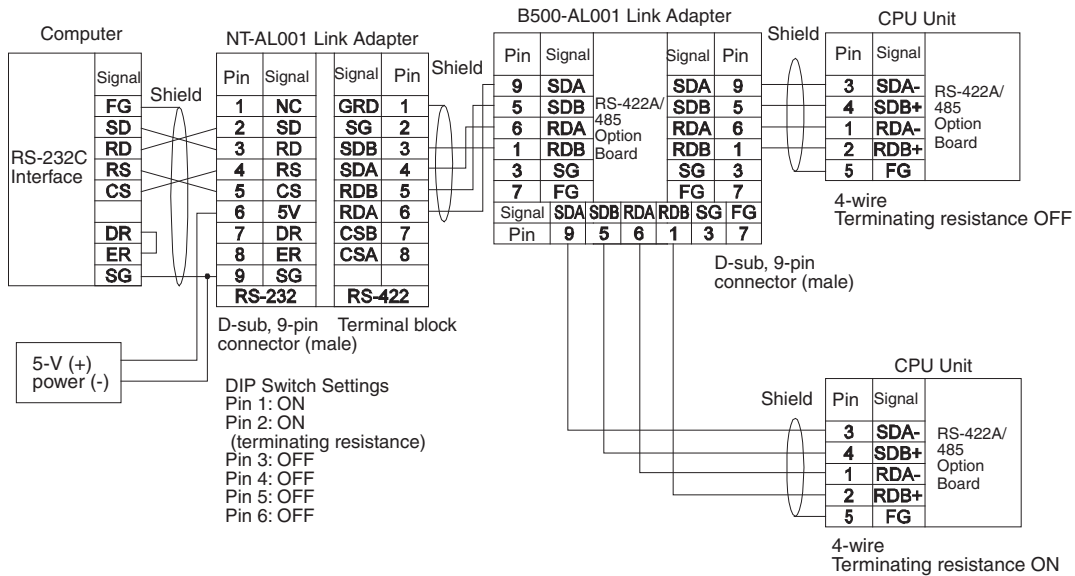 Computer
Signal
FG
SD
RD
RS
CS
DR
ER
SG
RS-232C
Interface
Shield
5-V (+)
power (-)
NT-AL001 Link Adapter
Pin Signal Signal Pin
1 NC GRD 1
2 SD SG 2
3 RD SDB 3
4 RS SDA 4
5 CS RDB 5
6 5V RDA 6
7 DR CSB 7
8 ER CSA 8
9 SG
RS-232 RS-422
D-sub, 9-pin Terminal block
connector (male)
DIP Switch Settings
Pin 1: ON
Pin 2: ON
(terminating resistance)
Pin 3: OFF
Pin 4: OFF
Pin 5: OFF
Pin 6: OFF
Shield
B500-AL001 Link Adapter
Pin Signal Signal Pin
9 SDA SDA 9
5 SDB SDB 5
6 RDA RDA 6
1 RDB RDB 1
3 SG SG 3
7 FG FG 7
RS-422A/
485
Option
Board
Signal SDA SDB RDA RDB SG FG
Pin 9 5 6 1 3 7
D-sub, 9-pin
connector (male)
Shield
CPU Unit
Pin Signal
3 SDA-
4 SDB+
1 RDA-
2 RDB+
5 FG
RS-422A/
485
Option
Board
4-wire
Terminating resistance OFF
CPU Unit
Shield
Pin Signal
3 SDA-
4 SDB+
1 RDA-
2 RDB+
5 FG
RS-422A/
485
Option
Board
4-wire
Terminating resistance ON